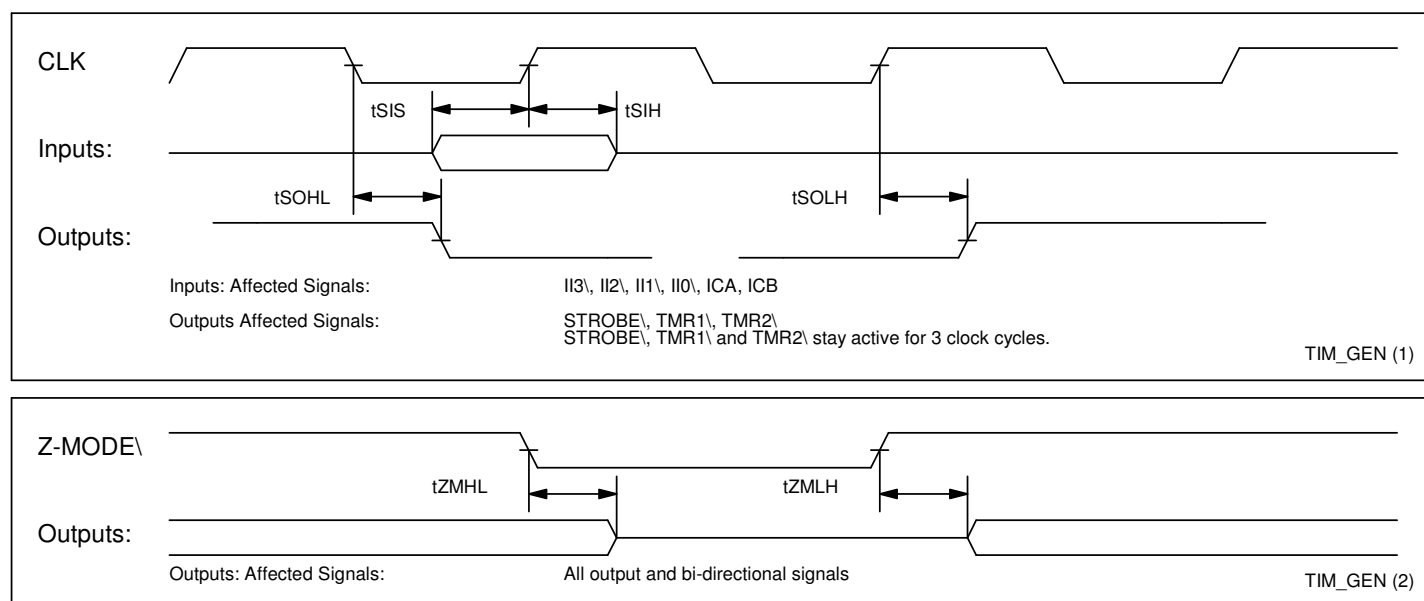 CLK
tSIS
tSIH
Inputs:
tSOHL
tSOLH
Outputs:
Inputs: Affected Signals: II3\, II2\, II1\, II0\, ICA, ICB
Outputs Affected Signals: STROBE\, TMR1\, TMR2\
STROBE\, TMR1\ and TMR2\ stay active for 3 clock cycles.
TIM_GEN (1)
Z-MODE\
tZMHL
tZMLH
Outputs:
Outputs: Affected Signals: All output and bi-directional signals
TIM_GEN (2)